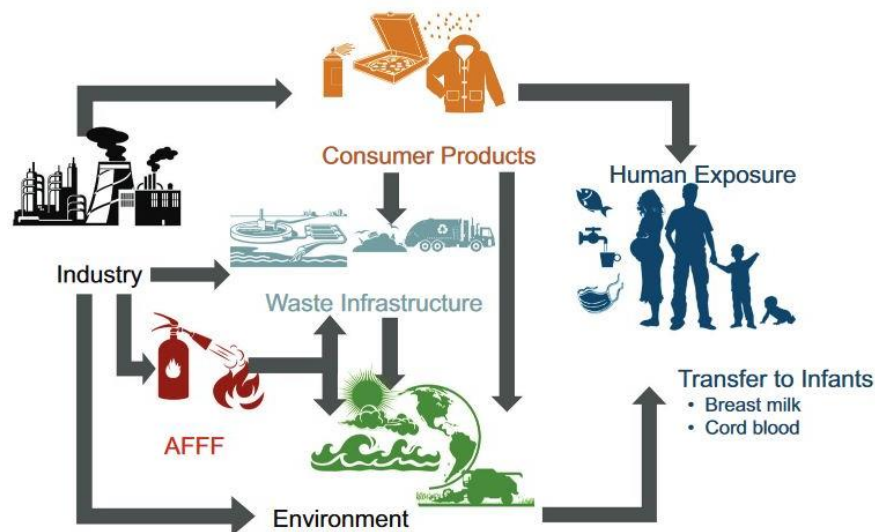 Consumer Products
Human Exposure
Industry
Waste Infrastructure
AFFF
Transfer to Infants
• Breast milk
• Cord blood
Environment